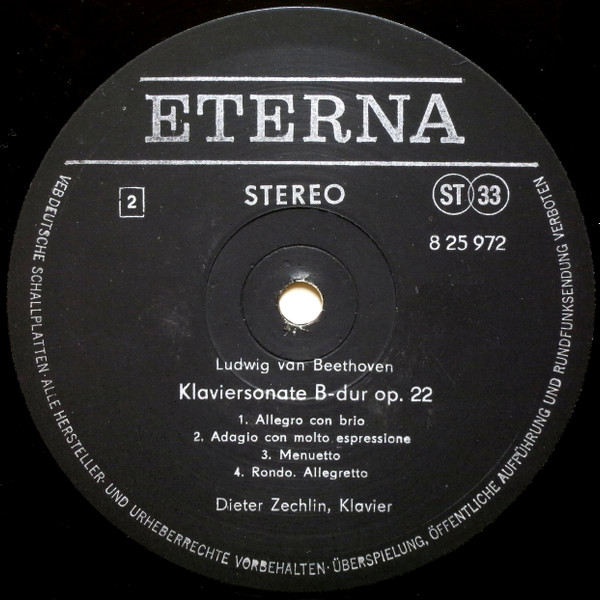 ETERNA
2
STEREO
ST 33
8 25 972
Ludwig van Beethoven
Klaviersonate B-dur op. 22
1. Allegro con brio
2. Adagio con molto espressione
3. Menuetto
4. Rondo. Allegretto
Dieter Zechlin, Klavier
VEB DEUTSCHE SCHALLPLATTEN · ALLE HERSTELLER- UND URHEBERRECHTE VORBEHALTEN · ÜBERSPIELUNG, ÖFFENTLICHE AUFFÜHRUNG UND RUNDFUNKSENDUNG VERBOTEN